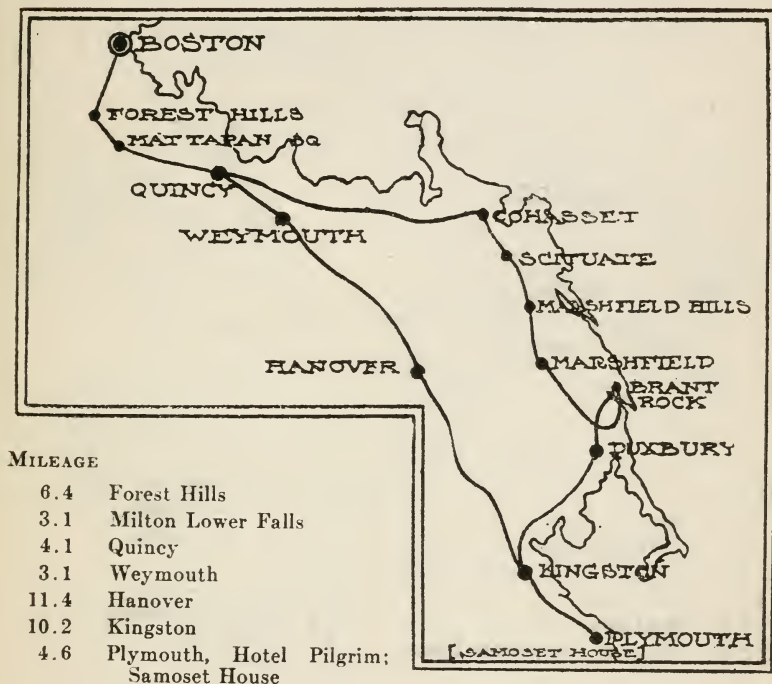 BOSTON
FOREST HILLS
MATTAPAN SQ
QUINCY
WEYMOUTH
COHASSET
SCITUATE
MARSHFIELD HILLS
HANOVER
MARSHFIELD
BRANT
ROCK
DUXBURY
KINGSTON
PLYMOUTH
[SAMOSET HOUSE]
MILEAGE
6.4 Forest Hills
3.1 Milton Lower Falls
4.1 Quincy
3.1 Weymouth
11.4 Hanover
10.2 Kingston
4.6 Plymouth, Hotel Pilgrim;
Samoset House